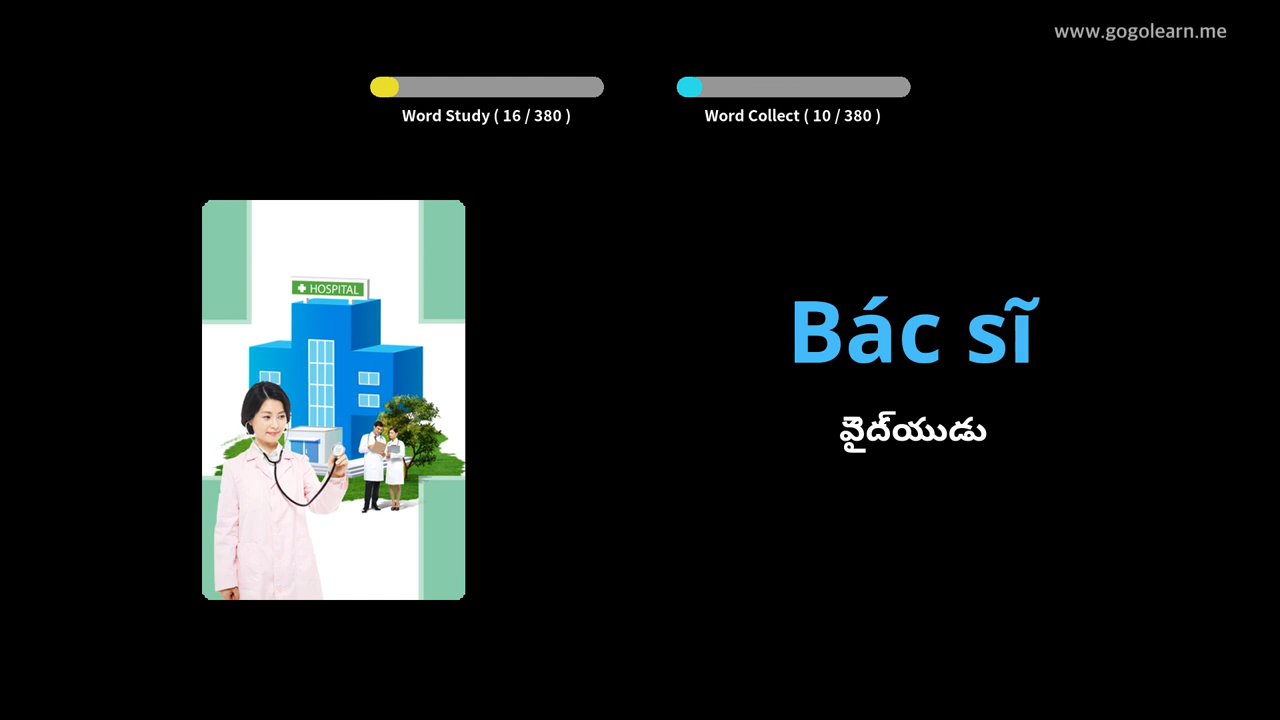 www.gogolearn.me
Word Study ( 16 / 380 )
Word Collect ( 10 / 380 )
HOSPITAL
Bác sĩ
వైద్యుడు